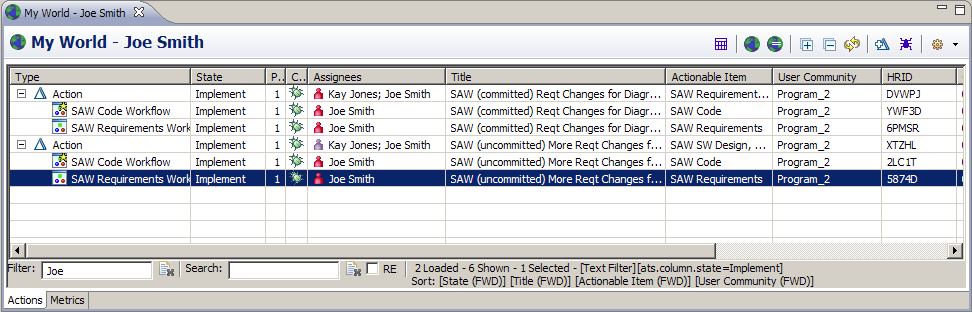 My World - Joe Smith
My World - Joe Smith
Type State P.. C.. Assignees Title Actionable Item User Community HRID
Action Implement 1 Kay Jones; Joe Smith SAW (committed) Reqt Changes for Diagr... SAW Requirement... Program_2 DVWPJ
SAW Code Workflow Implement 1 Joe Smith SAW (committed) Reqt Changes for Diagr... SAW Code Program_2 YWF3D
SAW Requirements Work Implement 1 Joe Smith SAW (committed) Reqt Changes for Diagr... SAW Requirements Program_2 6PMSR
Action Implement 1 Kay Jones; Joe Smith SAW (uncommitted) More Reqt Changes f... SAW SW Design, ... Program_2 XTZHL
SAW Code Workflow Implement 1 Joe Smith SAW (uncommitted) More Reqt Changes f... SAW Code Program_2 2LC1T
SAW Requirements Work Implement 1 Joe Smith SAW (uncommitted) More Reqt Changes f... SAW Requirements Program_2 5874D
Filter: Joe Search: RE 2 Loaded - 6 Shown - 1 Selected - [Text Filter][ats.column.state=Implement]
Sort: [State (FWD)] [Title (FWD)] [Actionable Item (FWD)] [User Community (FWD)]
Actions Metrics